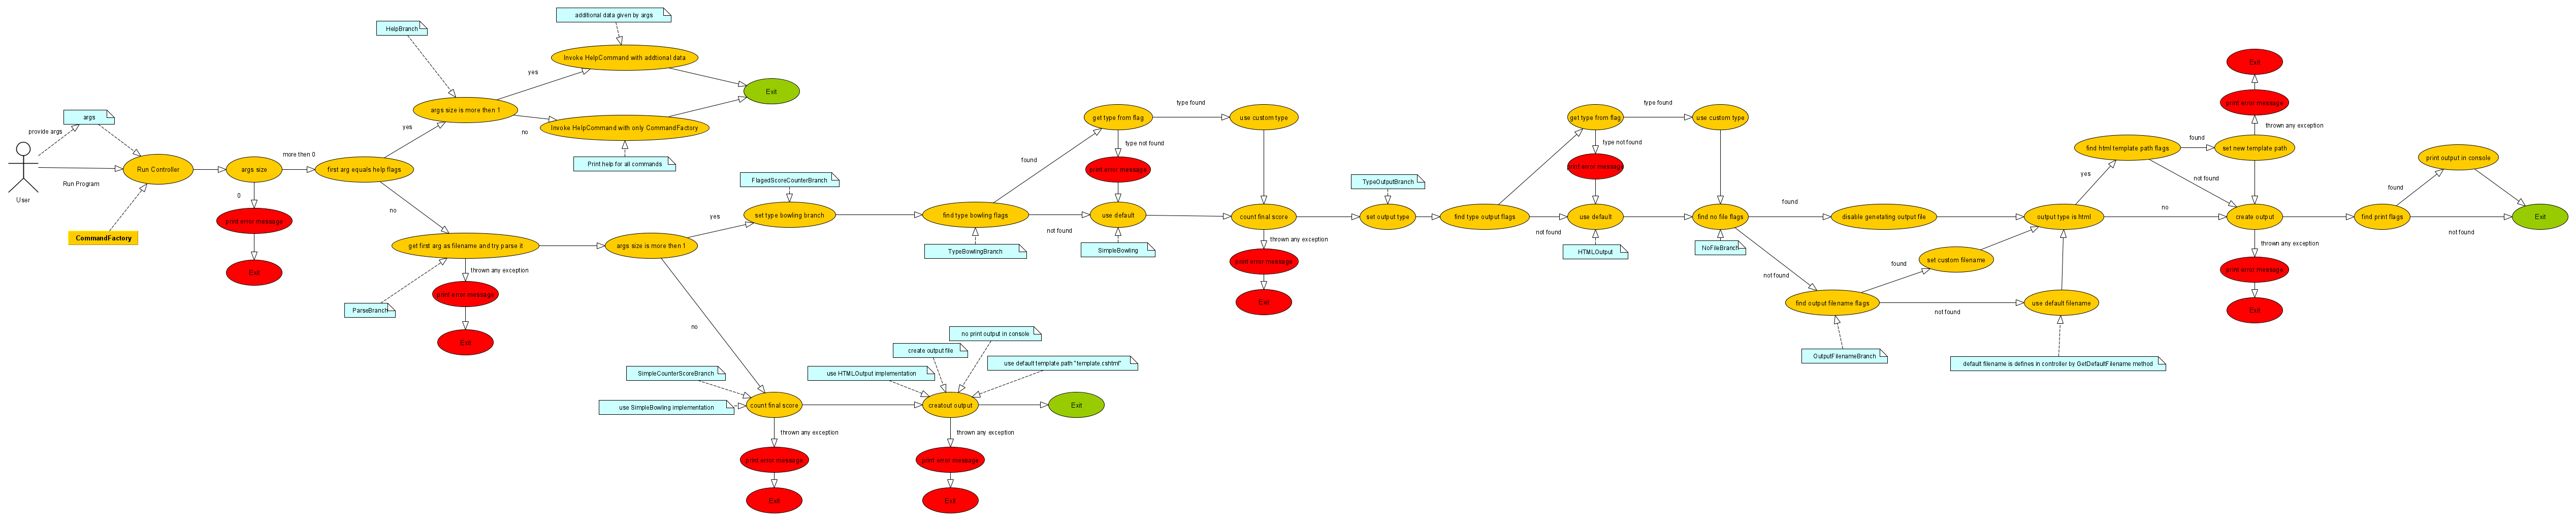 User
provide args
args
Run Program
Run Controller
CommandFactory
args size
0
print error message
Exit
more then 0
first arg equals help flags
yes
HelpBranch
args size is more then 1
yes
additional data given by args
Invoke HelpCommand with addtional data
no
Invoke HelpCommand with only CommandFactory
Print help for all commands
Exit
no
get first arg as filename and try parse it
ParseBranch
thrown any exception
print error message
Exit
args size is more then 1
no
SimpleCounterScoreBranch
use SimpleBowling implementation
count final score
thrown any exception
print error message
Exit
use HTMLOutput implementation
create output file
no print output in console
use default template path "template.cshtml"
creatout output
thrown any exception
print error message
Exit
Exit
yes
FlagedScoreCounterBranch
set type bowling branch
find type bowling flags
TypeBowlingBranch
found
get type from flag
type not found
print error message
not found
use default
SimpleBowling
type found
use custom type
count final score
thrown any exception
print error message
Exit
TypeOutputBranch
set output type
find type output flags
get type from flag
type not found
print error message
not found
use default
HTMLOutput
type found
use custom type
find no file flags
NoFileBranch
found
disable genetating output file
not found
find output filename flags
OutputFilenameBranch
found
set custom filename
not found
use default filename
default filename is defines in controller by GetDefaultFilename method
output type is html
yes
find html template path flags
found
set new template path
thrown any exception
print error message
Exit
not found
no
create output
thrown any exception
print error message
Exit
find print flags
found
print output in console
not found
Exit